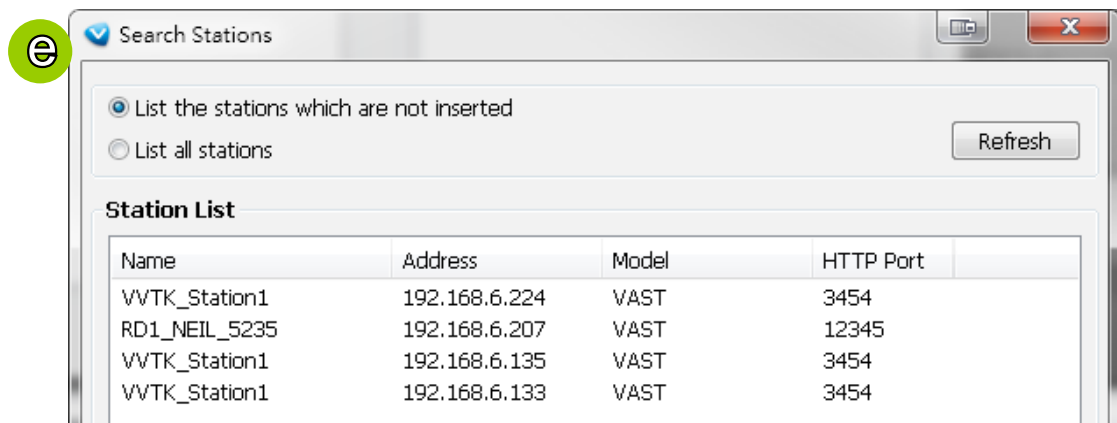 e
Search Stations
List the stations which are not inserted
List all stations
Refresh
Station List
Name Address Model HTTP Port
VVTK_Station1 192.168.6.224 VAST 3454
RD1_NEIL_5235 192.168.6.207 VAST 12345
VVTK_Station1 192.168.6.135 VAST 3454
VVTK_Station1 192.168.6.133 VAST 3454